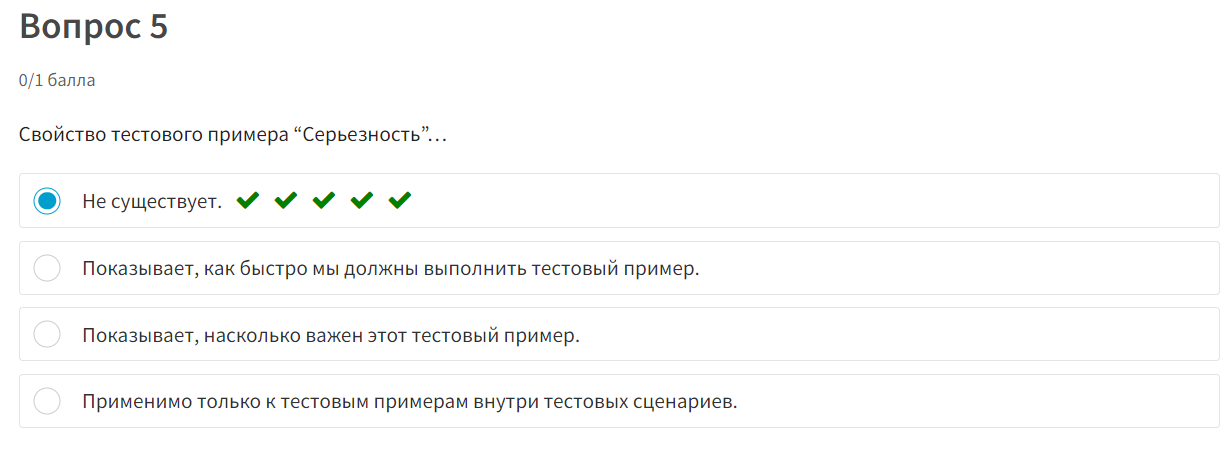 Вопрос 5
0/1 балла
Свойство тестового примера “Серьезность”…
Не существует.
Показывает, как быстро мы должны выполнить тестовый пример.
Показывает, насколько важен этот тестовый пример.
Применимо только к тестовым примерам внутри тестовых сценариев.